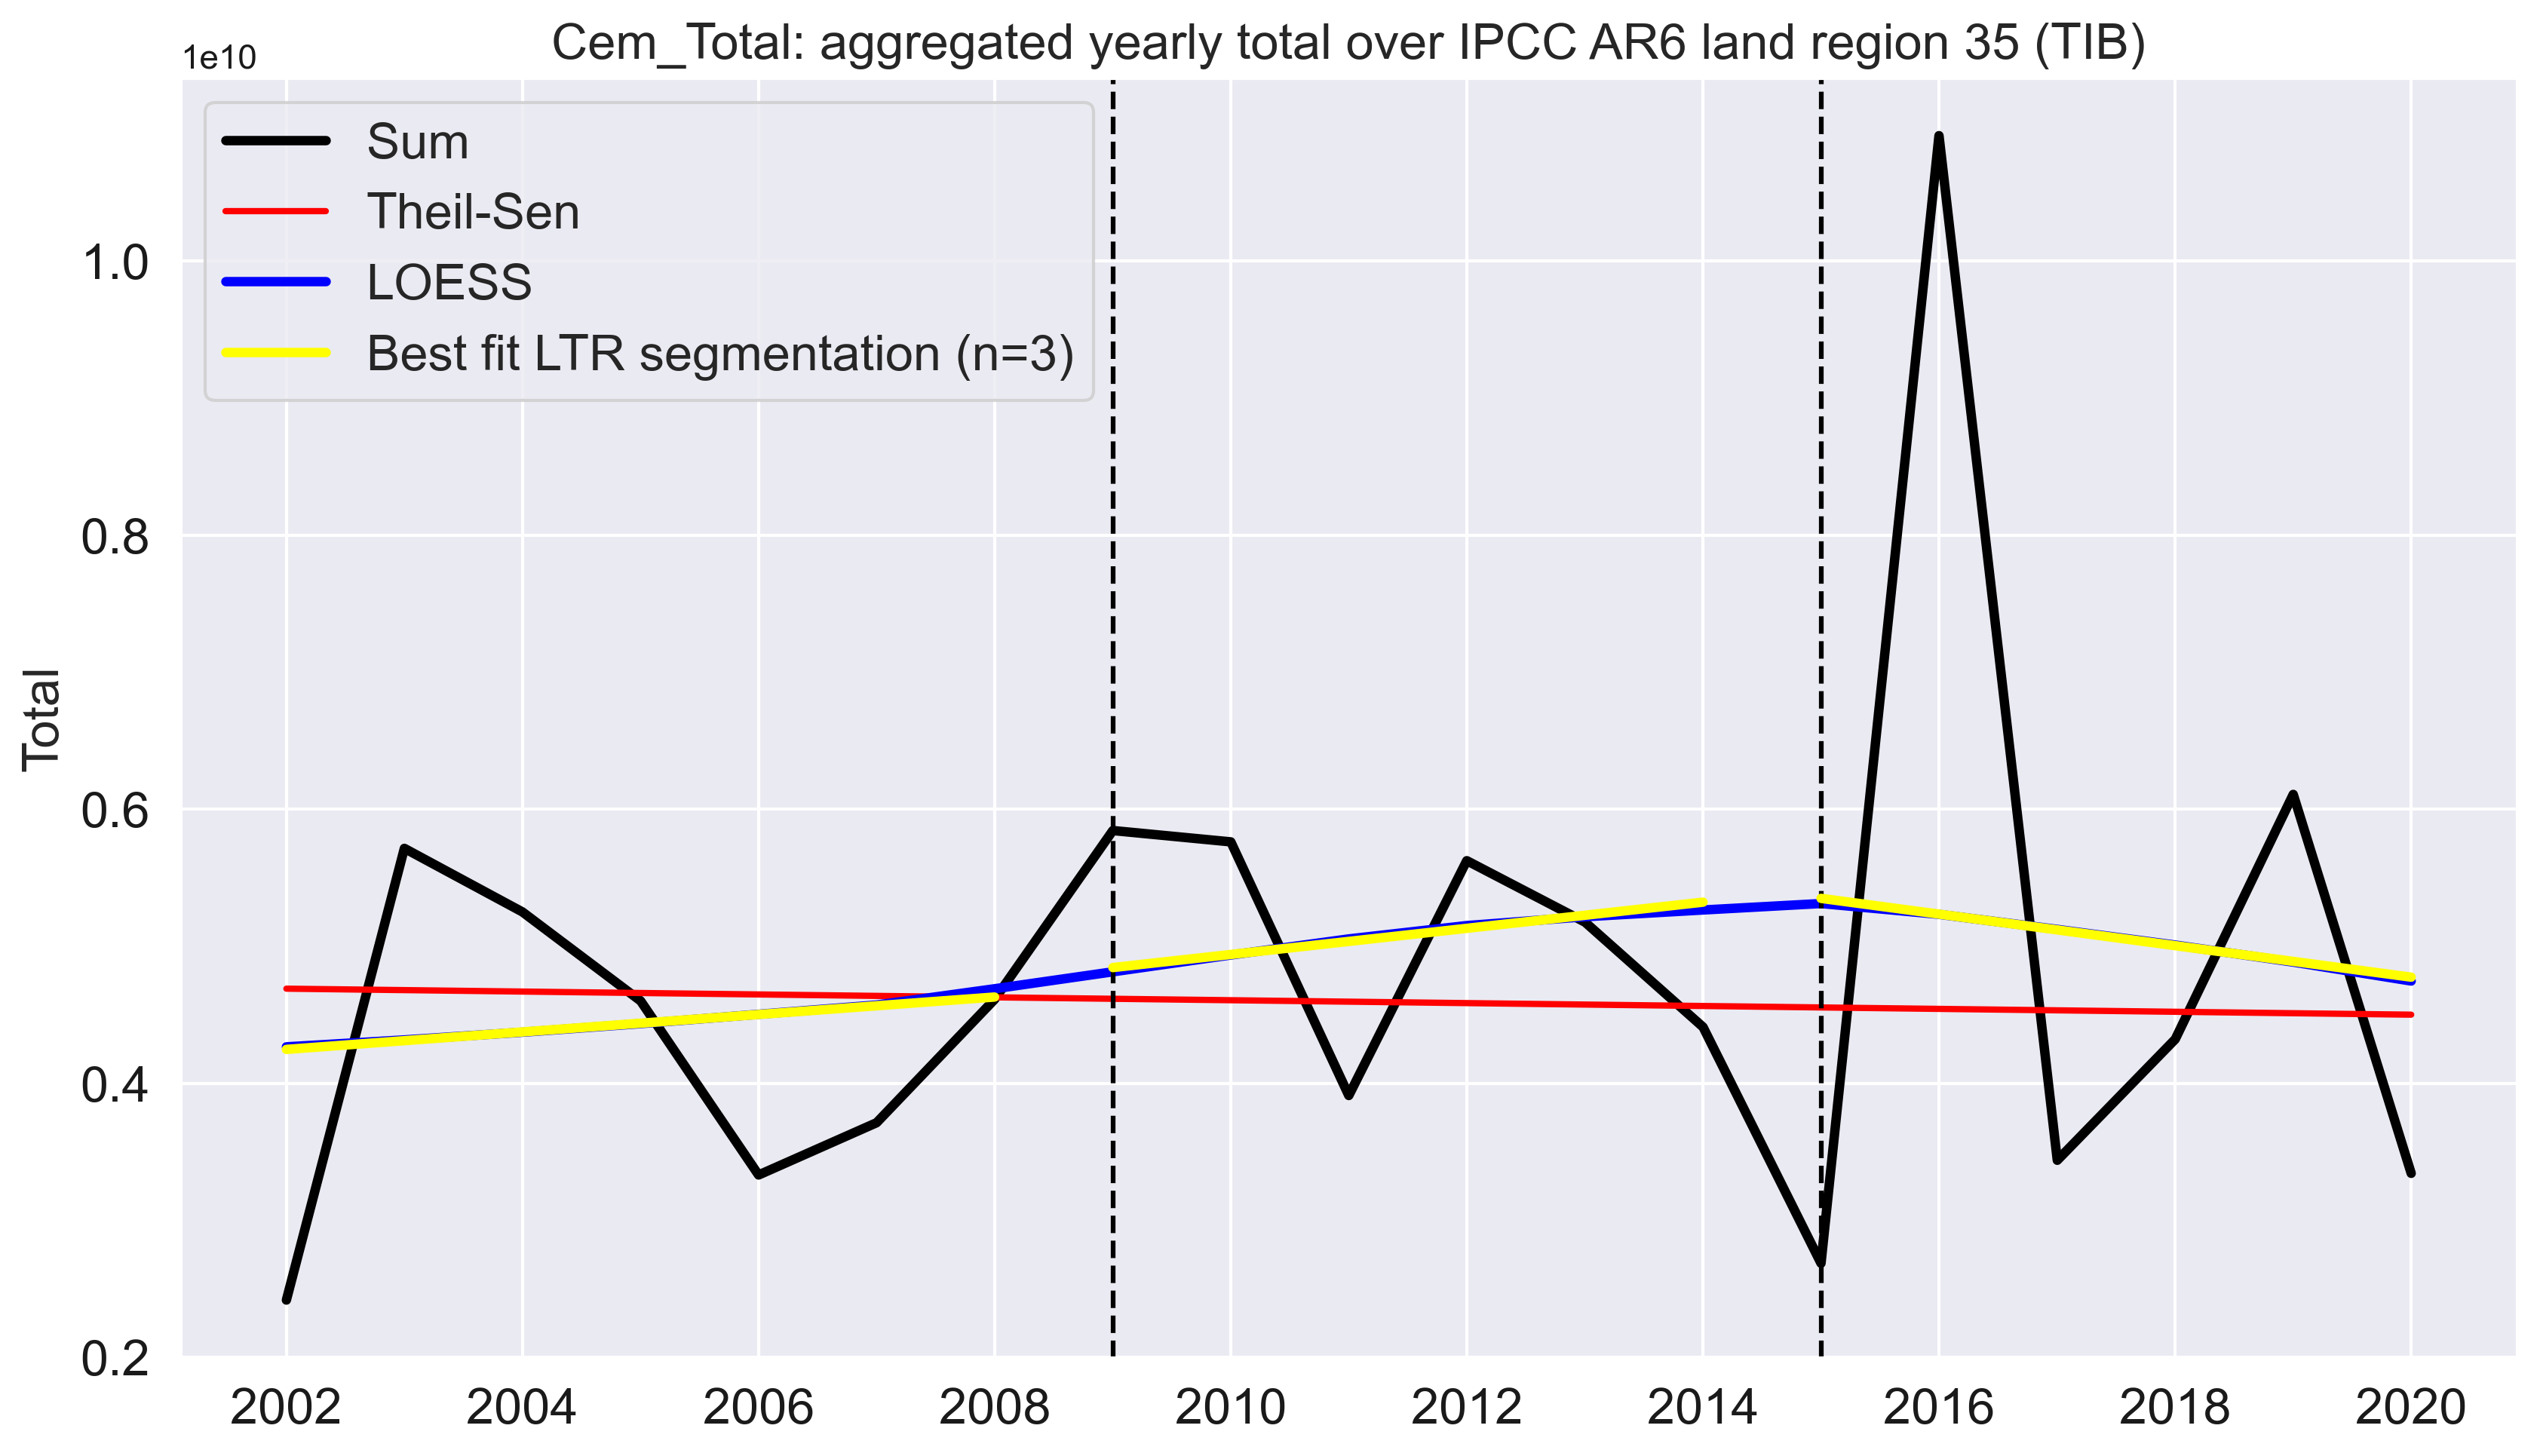 Cem_Total: aggregated yearly total over IPCC AR6 land region 35 (TIB)
1e10
Sum
Theil-Sen
LOESS
Best fit LTR segmentation (n=3)
1.0
0.8
0.6
0.4
0.2
Total
2002 2004 2006 2008 2010 2012 2014 2016 2018 2020